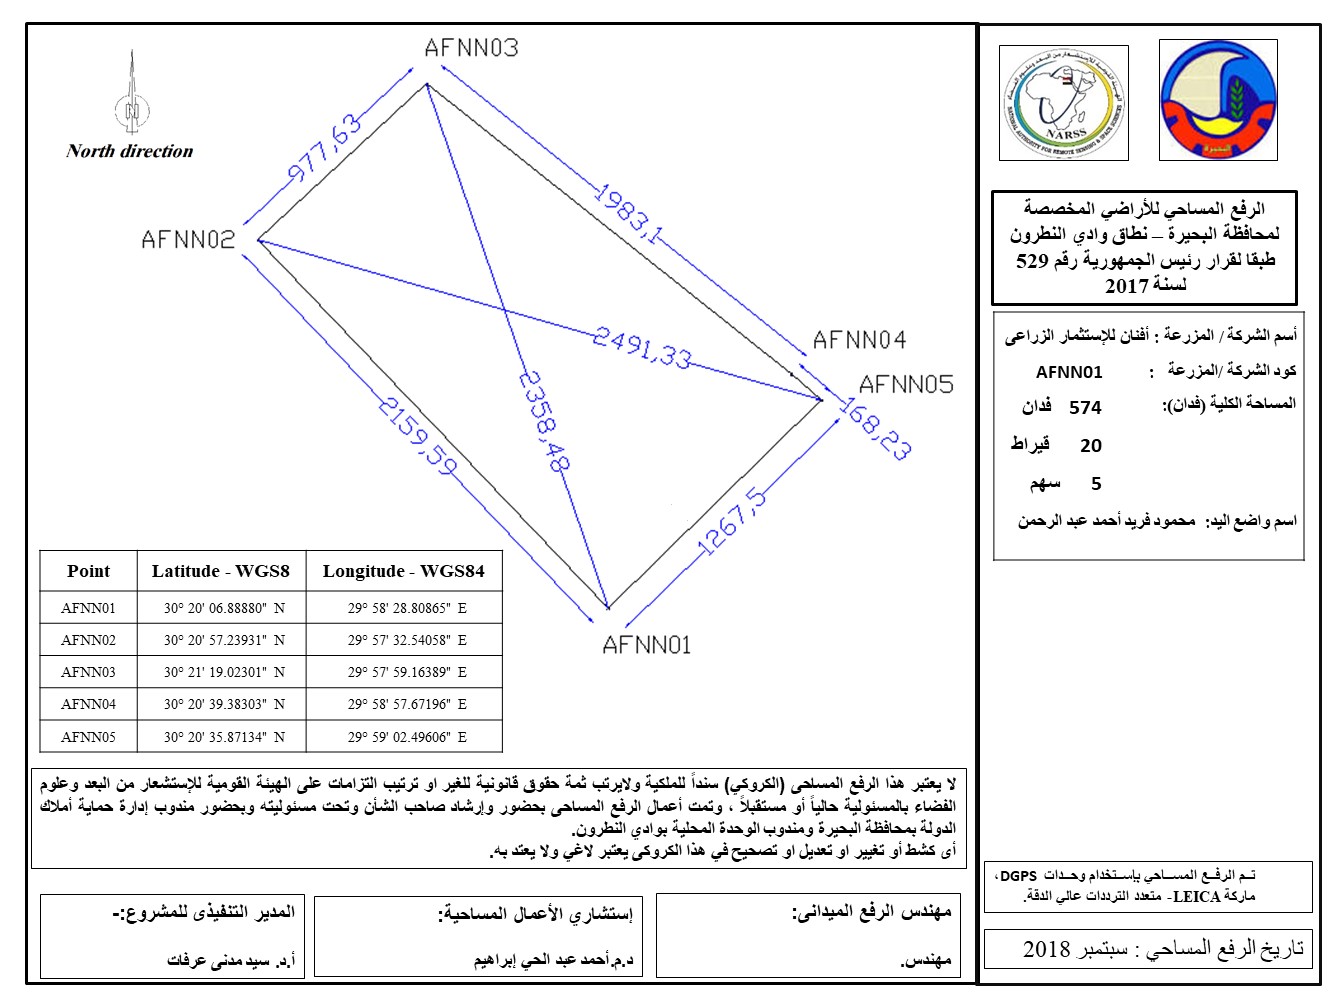 AFNN03
977,63
North direction
1983,1
AFNN02
AFNN04
2491,33
AFNN05
2358,48
168,23
2159,59
1267,5
AFNN01
Point Latitude - WGS8 Longitude - WGS84
AFNN01 30° 20' 06.88880" N 29° 58' 28.80865" E
AFNN02 30° 20' 57.23931" N 29° 57' 32.54058" E
AFNN03 30° 21' 19.02301" N 29° 57' 59.16389" E
AFNN04 30° 20' 39.38303" N 29° 58' 57.67196" E
AFNN05 30° 20' 35.87134" N 29° 59' 02.49606" E
لا يعتبر هذا الرفع المساحى (الكروكي) سنداً للملكية ولايرتب ثمة حقوق قانونية للغير او ترتيب التزامات على الهيئة القومية للإستشعار من البعد وعلوم
الفضاء بالمسئولية حالياً أو مستقبلاً ، وتمت أعمال الرفع المساحى بحضور وإرشاد صاحب الشأن وتحت مسئوليته وبحضور مندوب إدارة حماية أملاك
الدولة بمحافظة البحيرة ومندوب الوحدة المحلية بوادي النطرون.
أى كشط أو تغيير او تعديل او تصحيح في هذا الكروكى يعتبر لاغي ولا يعتد به.
مهندس الرفع الميدانى:
مهندس.
إستشاري الأعمال المساحية:
د.م.أحمد عبد الحي إبراهيم
المدير التنفيذى للمشروع:-
أ.د. سيد مدنى عرفات
NARSS
NATIONAL AUTHORITY FOR REMOTE SENSING & SPACE SCIENCES
البحيرة
الرفع المساحي للأراضي المخصصة
لمحافظة البحيرة – نطاق وادي النطرون
طبقا لقرار رئيس الجمهورية رقم 529
لسنة 2017
أسم الشركة / المزرعة : أفنان للإستثمار الزراعى
كود الشركة /المزرعة : AFNN01
المساحة الكلية (فدان): 574 فدان
20 قيراط
5 سهم
اسم واضع اليد: محمود فريد أحمد عبد الرحمن
تم الرفع المساحي بإستخدام وحدات DGPS،
ماركة LEICA- متعدد الترددات عالي الدقة.
تاريخ الرفع المساحي : سبتمبر 2018